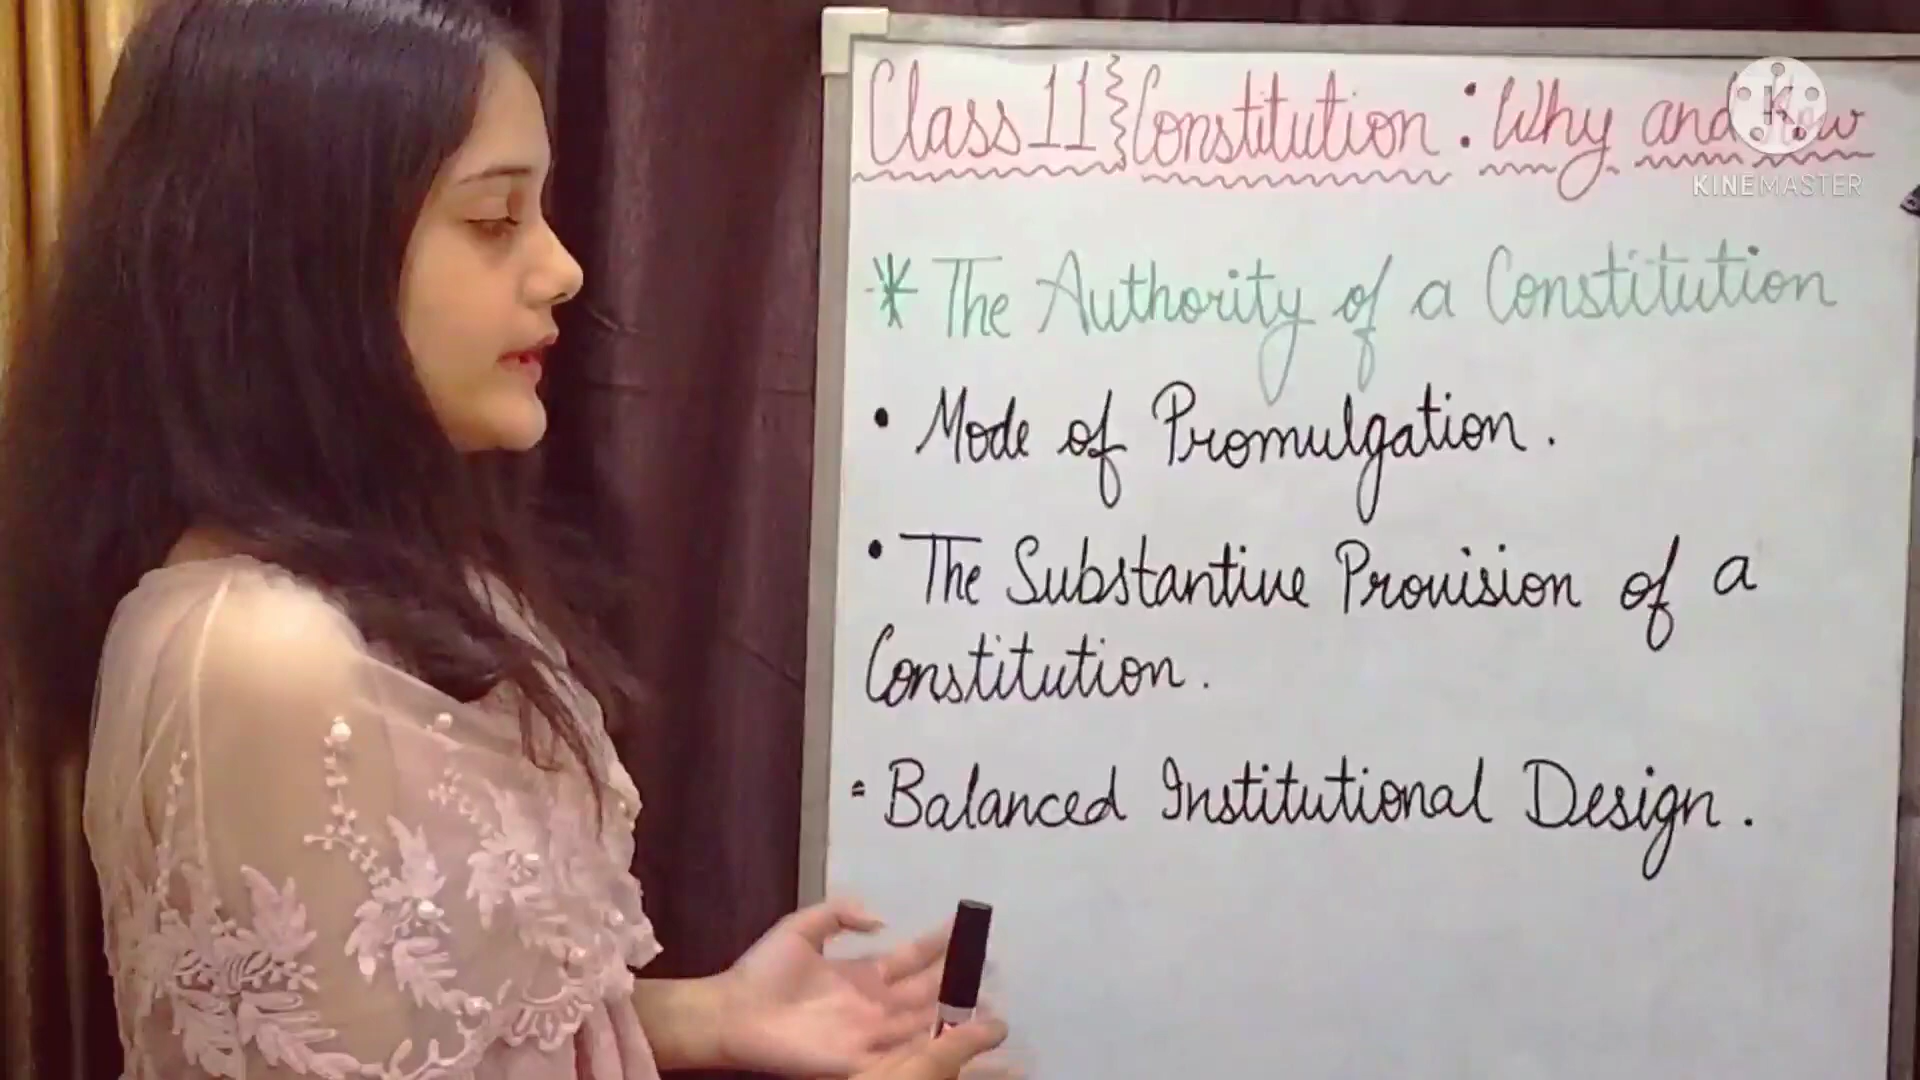 Class 11 Constitution : Why and How
KINEMASTER
* The Authority of a Constitution
• Mode of Promulgation.
• The Substantive Provision of a
Constitution.
• Balanced Institutional Design.